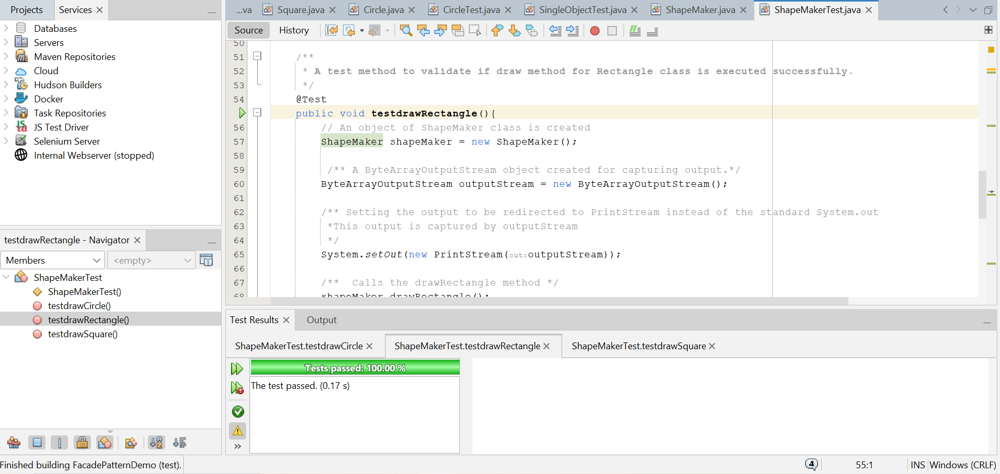 Projects
Services
...va
Square.java
Circle.java
CircleTest.java
SingleObjectTest.java
ShapeMaker.java
ShapeMakerTest.java
Databases
Servers
Maven Repositories
Cloud
Hudson Builders
Docker
Task Repositories
JS Test Driver
Selenium Server
Internal Webserver (stopped)
testdrawRectangle - Navigator
Members
<empty>
ShapeMakerTest
ShapeMakerTest()
testdrawCircle()
testdrawRectangle()
testdrawSquare()
Source
History
50
51 /**
52 * A test method to validate if draw method for Rectangle class is executed successfully.
53 */
54 @Test
public void testdrawRectangle(){
56 // An object of ShapeMaker class is created
57 ShapeMaker shapeMaker = new ShapeMaker();
58
59 /** A ByteArrayOutputStream object created for capturing output.*/
60 ByteArrayOutputStream outputStream = new ByteArrayOutputStream();
61
62 /** Setting the output to be redirected to PrintStream instead of the standard System.out
63 *This output is captured by outputStream
64 */
65 System.setOut(new PrintStream(out:outputStream));
66
67 /** Calls the drawRectangle method */
68 shapeMaker.drawRectangle();
Test Results
Output
ShapeMakerTest.testdrawCircle
ShapeMakerTest.testdrawRectangle
ShapeMakerTest.testdrawSquare
Tests passed: 100.00 %
The test passed. (0.17 s)
Finished building FacadePatternDemo (test).
4
55:1
INS
Windows (CRLF)